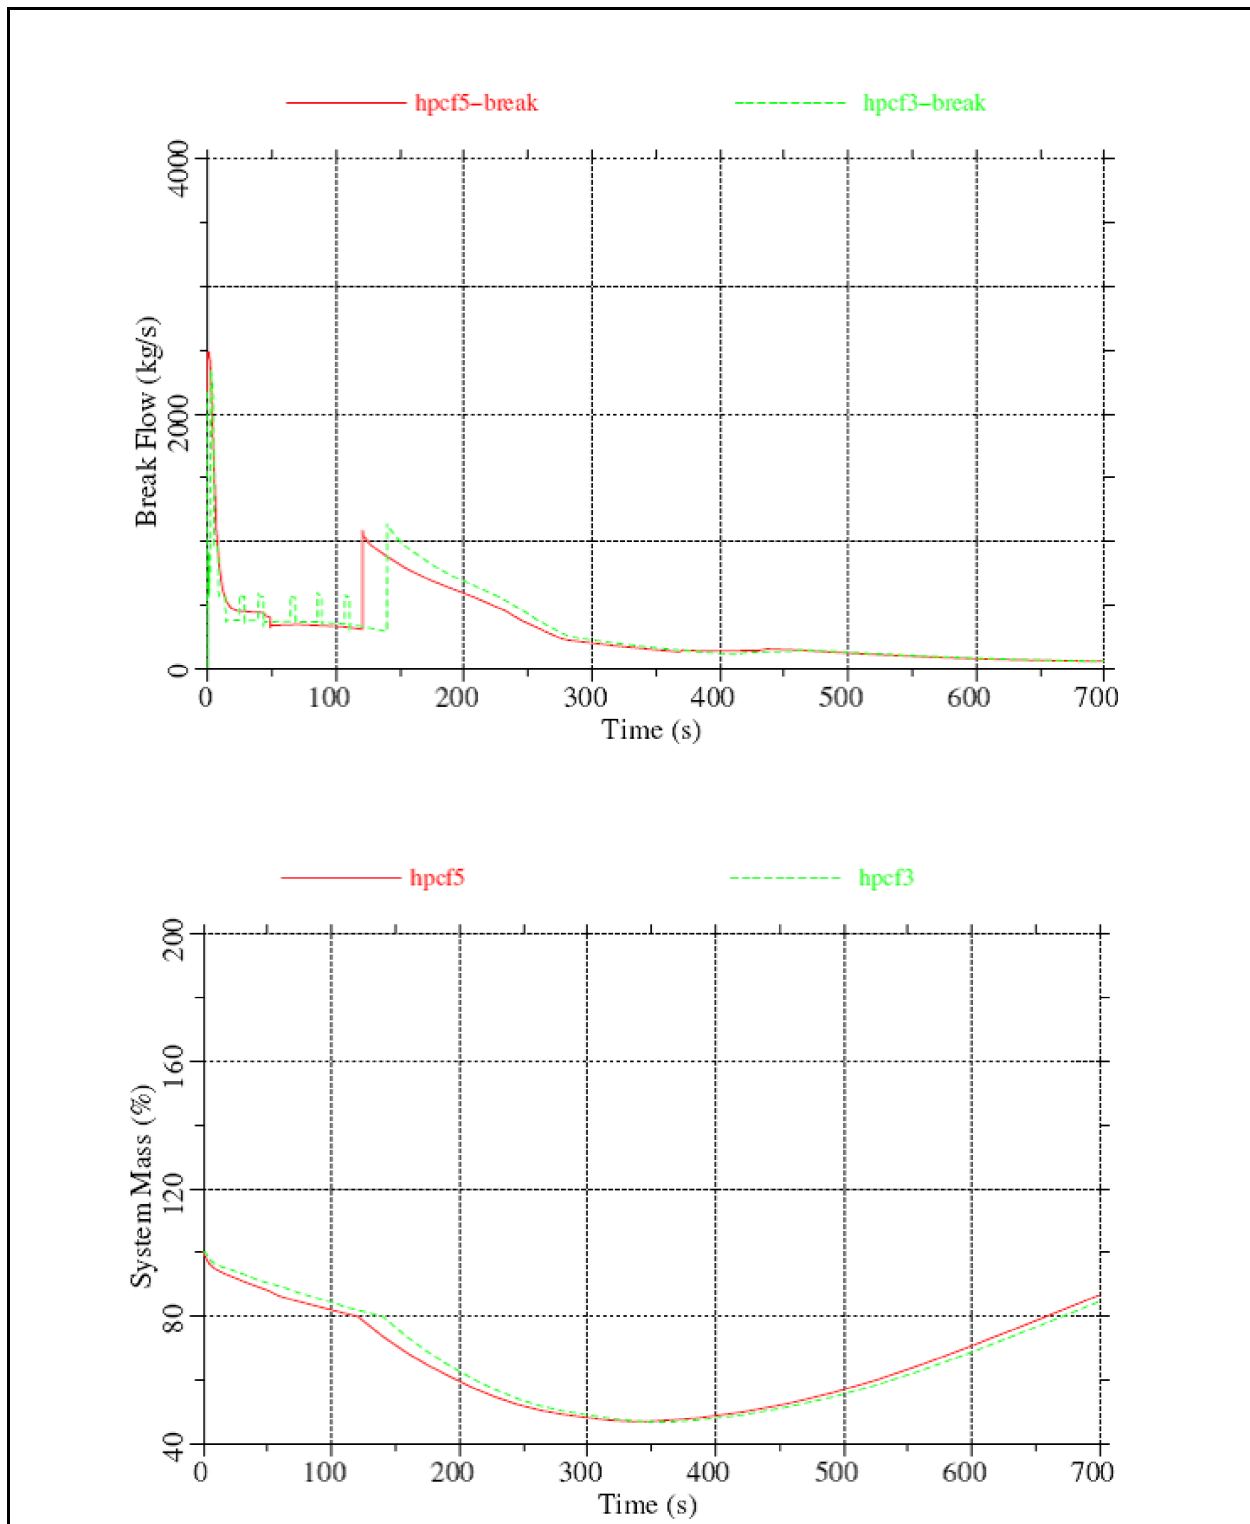 hpcf5-break hpcf3-break
4000
2000
0
Break Flow (kg/s)
0 100 200 300 400 500 600 700
Time (s)
hpcf5 hpcf3
200
160
120
80
40
System Mass (%)
0 100 200 300 400 500 600 700
Time (s)